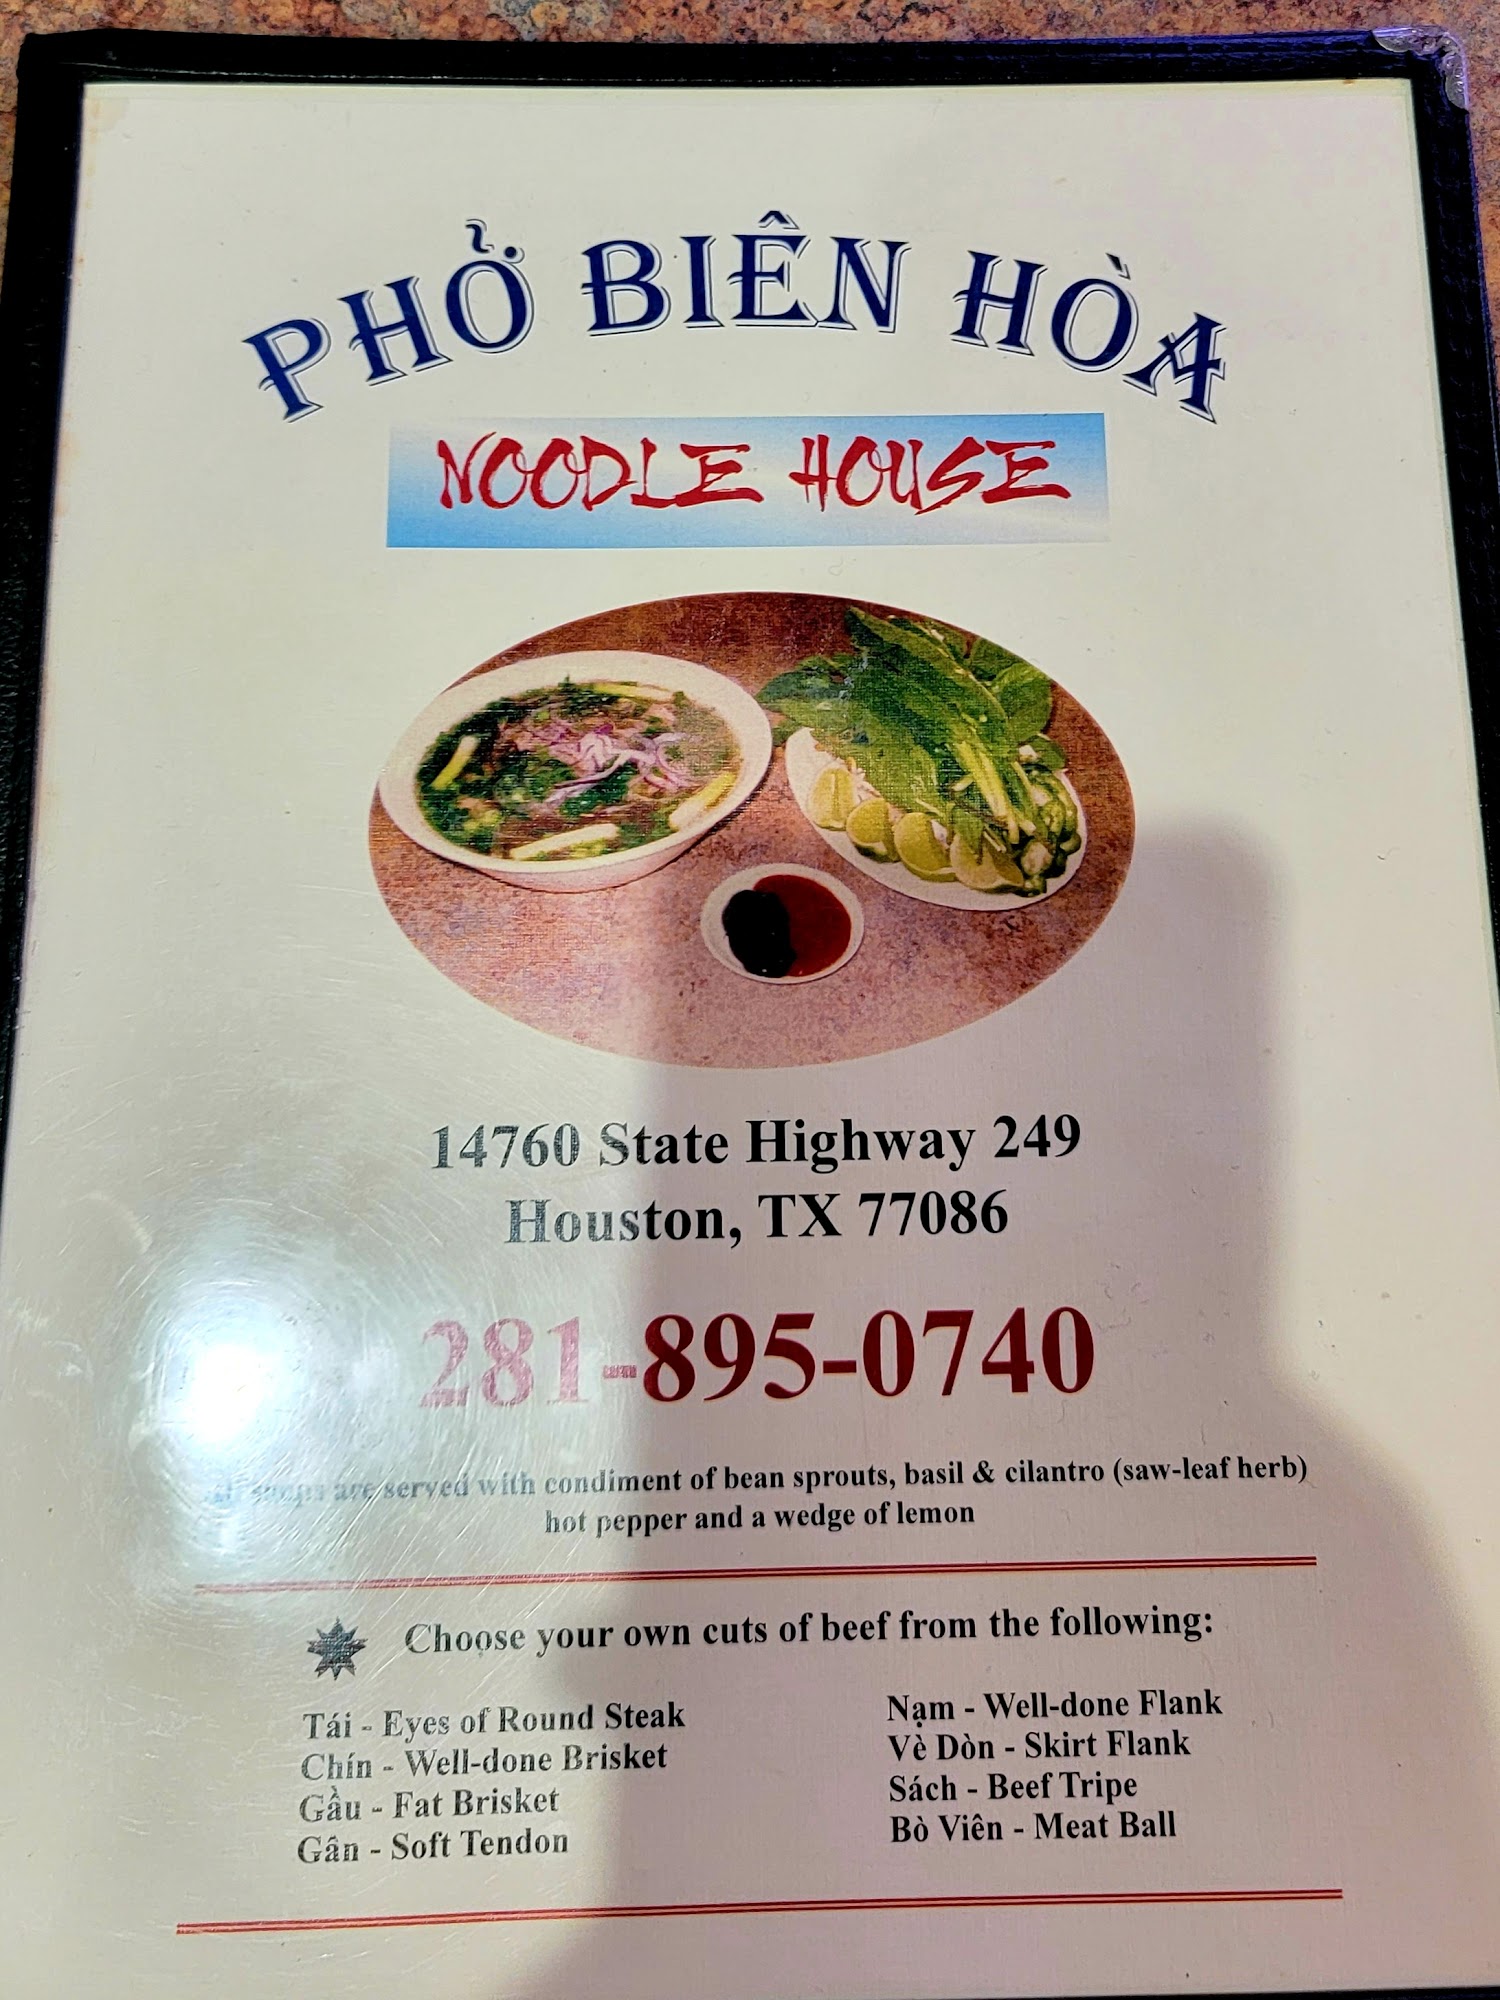 PHỞ BIÊN HÒA
NOODLE HOUSE
14760 State Highway 249
Houston, TX 77086
281-895-0740
All soups are served with condiment of bean sprouts, basil & cilantro (saw-leaf herb)
hot pepper and a wedge of lemon
Choose your own cuts of beef from the following:
Tái - Eyes of Round Steak
Chín - Well-done Brisket
Gầu - Fat Brisket
Gân - Soft Tendon
Nạm - Well-done Flank
Vè Dòn - Skirt Flank
Sách - Beef Tripe
Bò Viên - Meat Ball